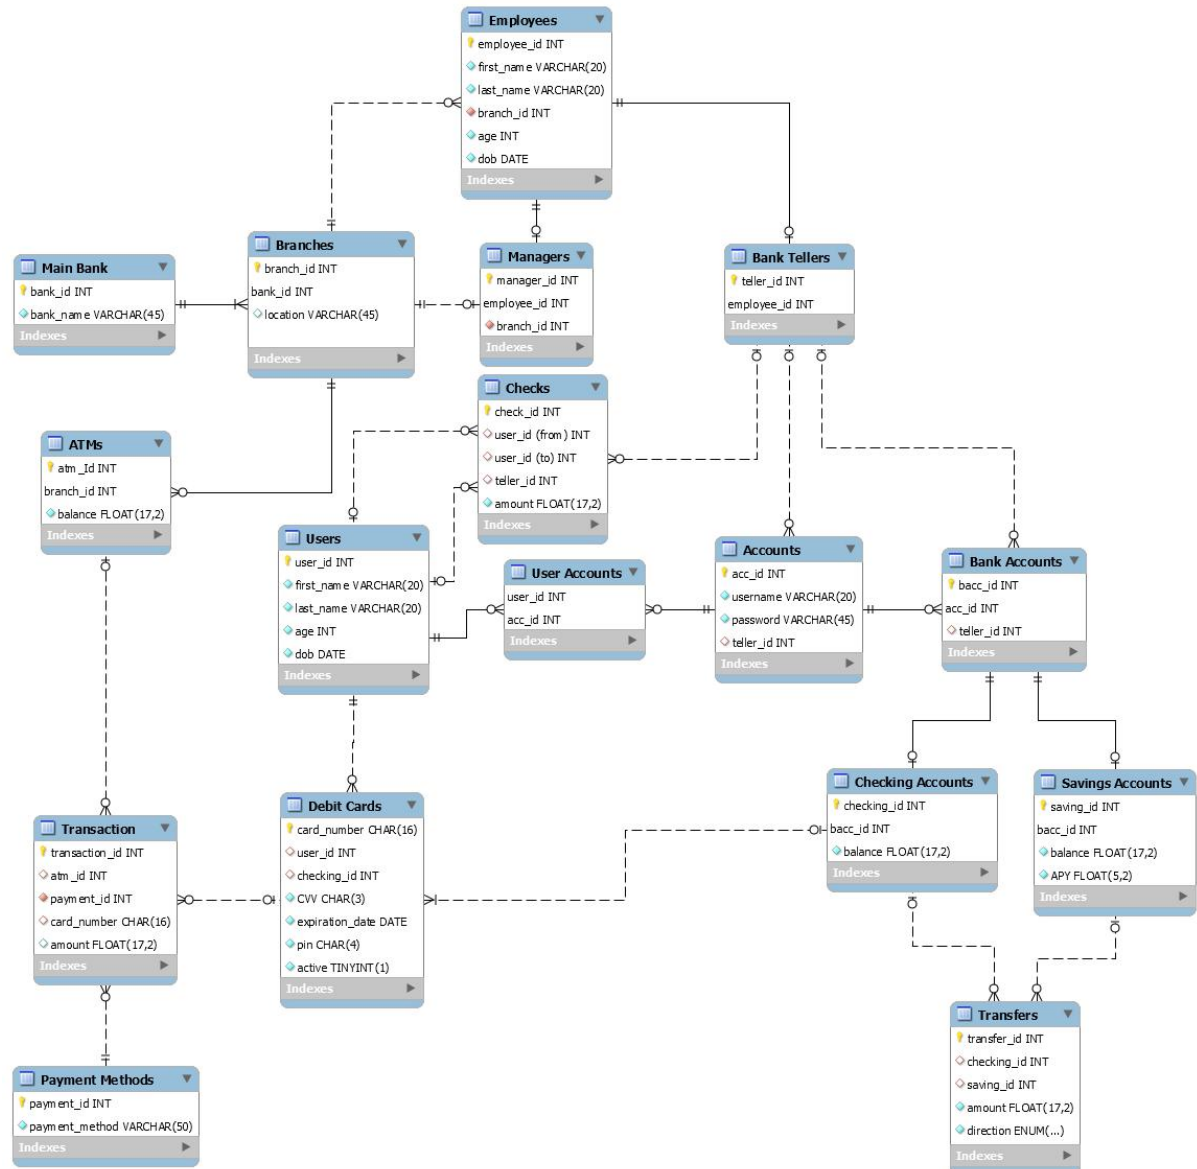 Employees
employee_id INT
first_name VARCHAR(20)
last_name VARCHAR(20)
branch_id INT
age INT
dob DATE
Indexes
Main Bank
bank_id INT
bank_name VARCHAR(45)
Indexes
Branches
branch_id INT
bank_id INT
location VARCHAR(45)
Indexes
Managers
manager_id INT
employee_id INT
branch_id INT
Indexes
Bank Tellers
teller_id INT
employee_id INT
Indexes
Checks
check_id INT
user_id (from) INT
user_id (to) INT
teller_id INT
amount FLOAT(17,2)
Indexes
ATMs
atm_Id INT
branch_id INT
balance FLOAT(17,2)
Indexes
Users
user_id INT
first_name VARCHAR(20)
last_name VARCHAR(20)
age INT
dob DATE
Indexes
User Accounts
user_id INT
acc_id INT
Indexes
Accounts
acc_id INT
username VARCHAR(20)
password VARCHAR(45)
teller_id INT
Indexes
Bank Accounts
bacc_id INT
acc_id INT
teller_id INT
Indexes
Transaction
transaction_id INT
atm_id INT
payment_id INT
card_number CHAR(16)
amount FLOAT(17,2)
Indexes
Debit Cards
card_number CHAR(16)
user_id INT
checking_id INT
CVV CHAR(3)
expiration_date DATE
pin CHAR(4)
active TINYINT(1)
Indexes
Checking Accounts
checking_id INT
bacc_id INT
balance FLOAT(17,2)
Indexes
Savings Accounts
saving_id INT
bacc_id INT
balance FLOAT(17,2)
APY FLOAT(5,2)
Indexes
Payment Methods
payment_id INT
payment_method VARCHAR(50)
Indexes
Transfers
transfer_id INT
checking_id INT
saving_id INT
amount FLOAT(17,2)
direction ENUM(...)
Indexes